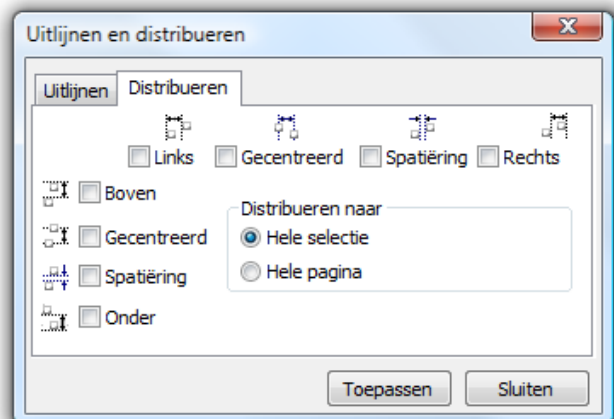 Uitlijnen en distribueren
Uitlijnen Distribueren
Links Gecentreerd Spatiëring Rechts
Boven
Distribueren naar
Gecentreerd
Hele selectie
Spatiëring
Hele pagina
Onder
Toepassen Sluiten